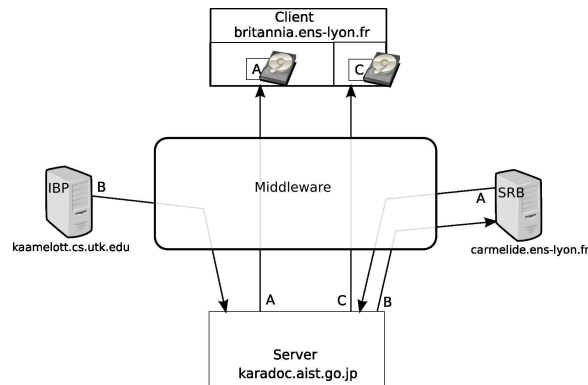 Client
britannia.ens-lyon.fr
A
C
Middleware
IBP
B
kaamelott.cs.utk.edu
SRB
A
carmelide.ens-lyon.fr
A
C
B
Server
karadoc.aist.go.jp